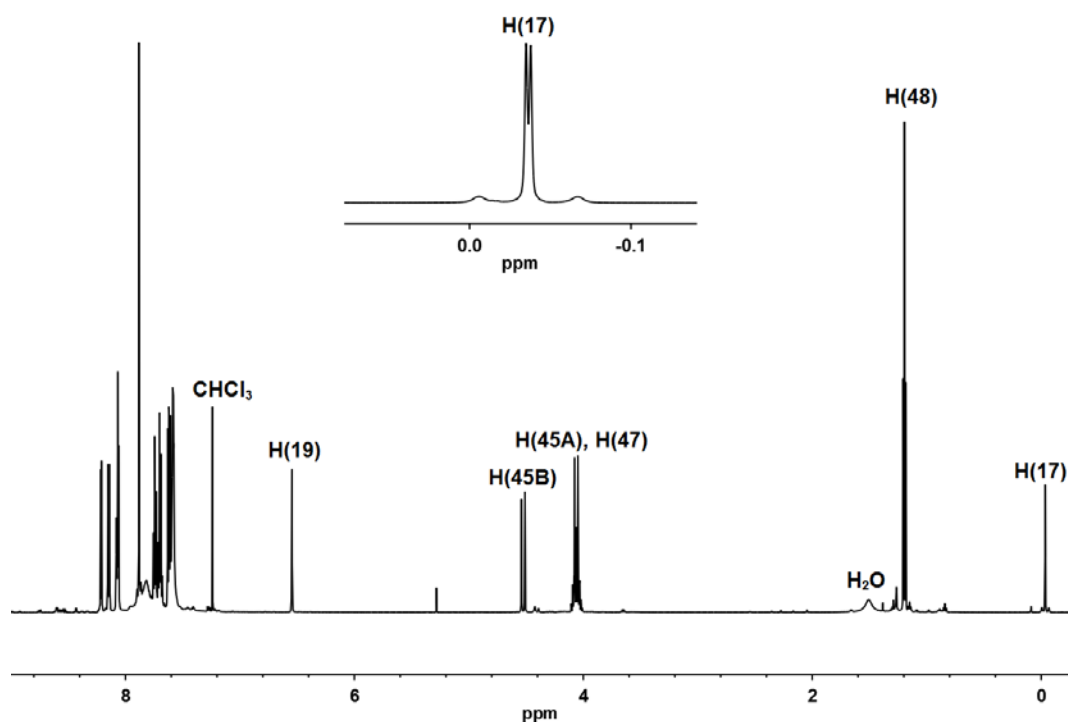 H(17)
0.0 -0.1
ppm
H(48)
CHCl₃
H(19)
H(45A), H(47)
H(45B)
H(17)
H₂O
8 6 4 2 0
ppm